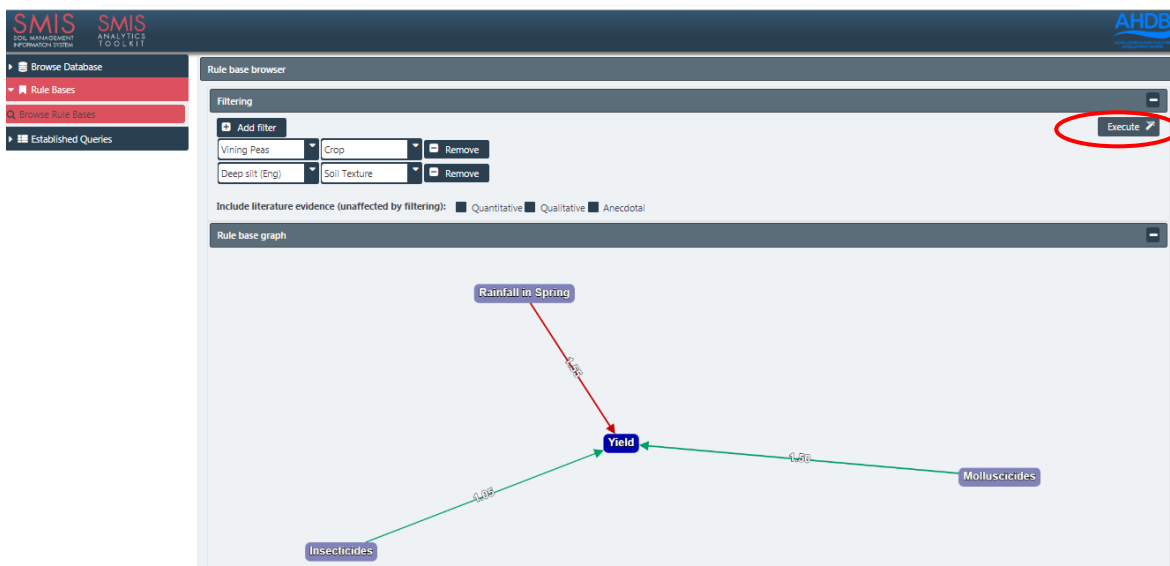 SMIS SMIS AHDB
SOIL MANAGEMENT ANALYTICS
INFORMATION SYSTEM TOOLKIT
Browse Database
Rule Bases
Browse Rule Bases
Established Queries
Rule base browser
Filtering
Add filter Execute
Vining Peas Crop Remove
Deep silt (Eng) Soil Texture Remove
Include literature evidence (unaffected by filtering): Quantitative Qualitative Anecdotal
Rule base graph
Rainfall in Spring
1.55
Yield
1.50
Molluscicides
1.05
Insecticides